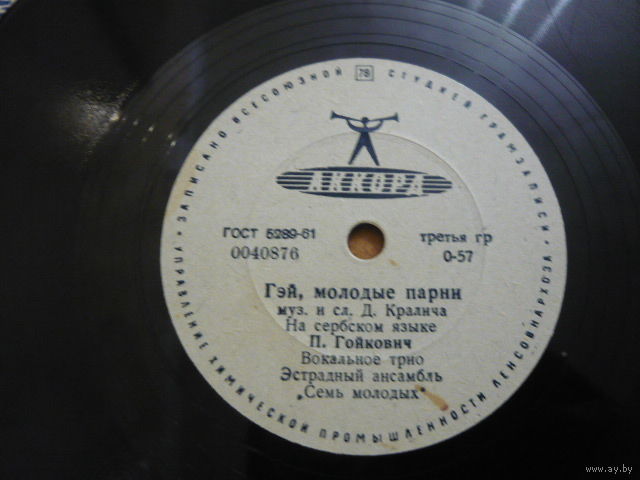 ЗАПИСАНО ВСЕСОЮЗНОЙ 78 СТУДИЕЙ ГРАМЗАПИСИ
АККОРД
ГОСТ 5289-61 третья гр
0040876 0-57
Гэй, молодые парни
муз. и сл. Д. Кралича
На сербском языке
П. Гойкович
Вокальное трио
Эстрадный ансамбль
„Семь молодых"
УПРАВЛЕНИЕ ХИМИЧЕСКОЙ ПРОМЫШЛЕННОСТИ ЛЕНСОВНАРХОЗА
www.ay.by